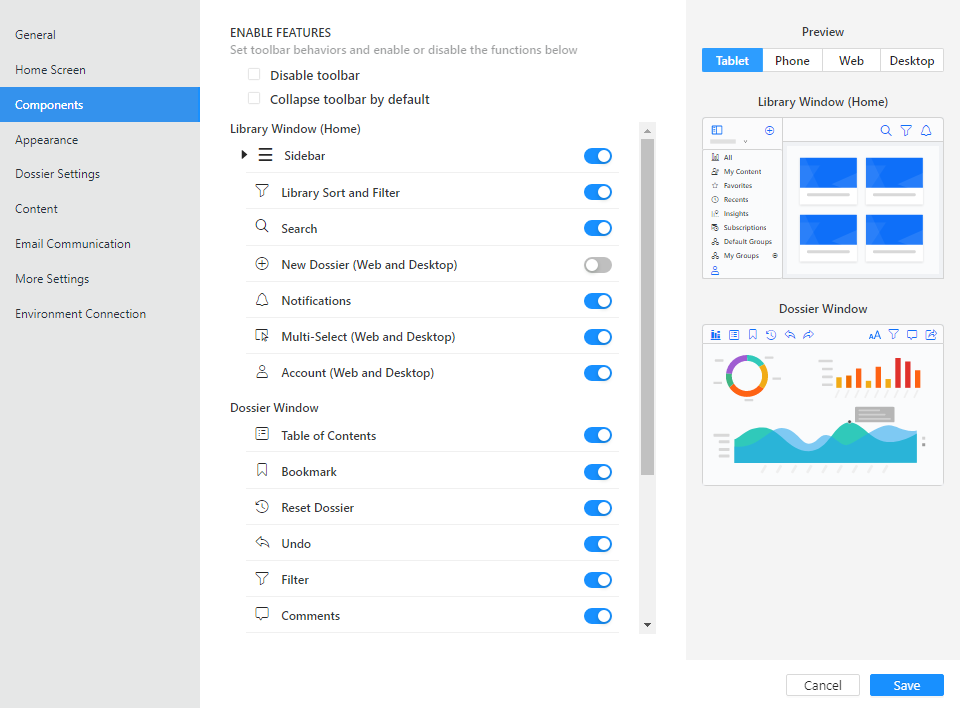 General
Home Screen
Components
Appearance
Dossier Settings
Content
Email Communication
More Settings
Environment Connection
ENABLE FEATURES
Set toolbar behaviors and enable or disable the functions below
Disable toolbar
Collapse toolbar by default
Library Window (Home)
Sidebar
Library Sort and Filter
Search
New Dossier (Web and Desktop)
Notifications
Multi-Select (Web and Desktop)
Account (Web and Desktop)
Dossier Window
Table of Contents
Bookmark
Reset Dossier
Undo
Filter
Comments
Preview
Tablet Phone Web Desktop
Library Window (Home)
All
My Content
Favorites
Recents
Insights
Subscriptions
Default Groups
My Groups
Dossier Window
AA
Cancel Save